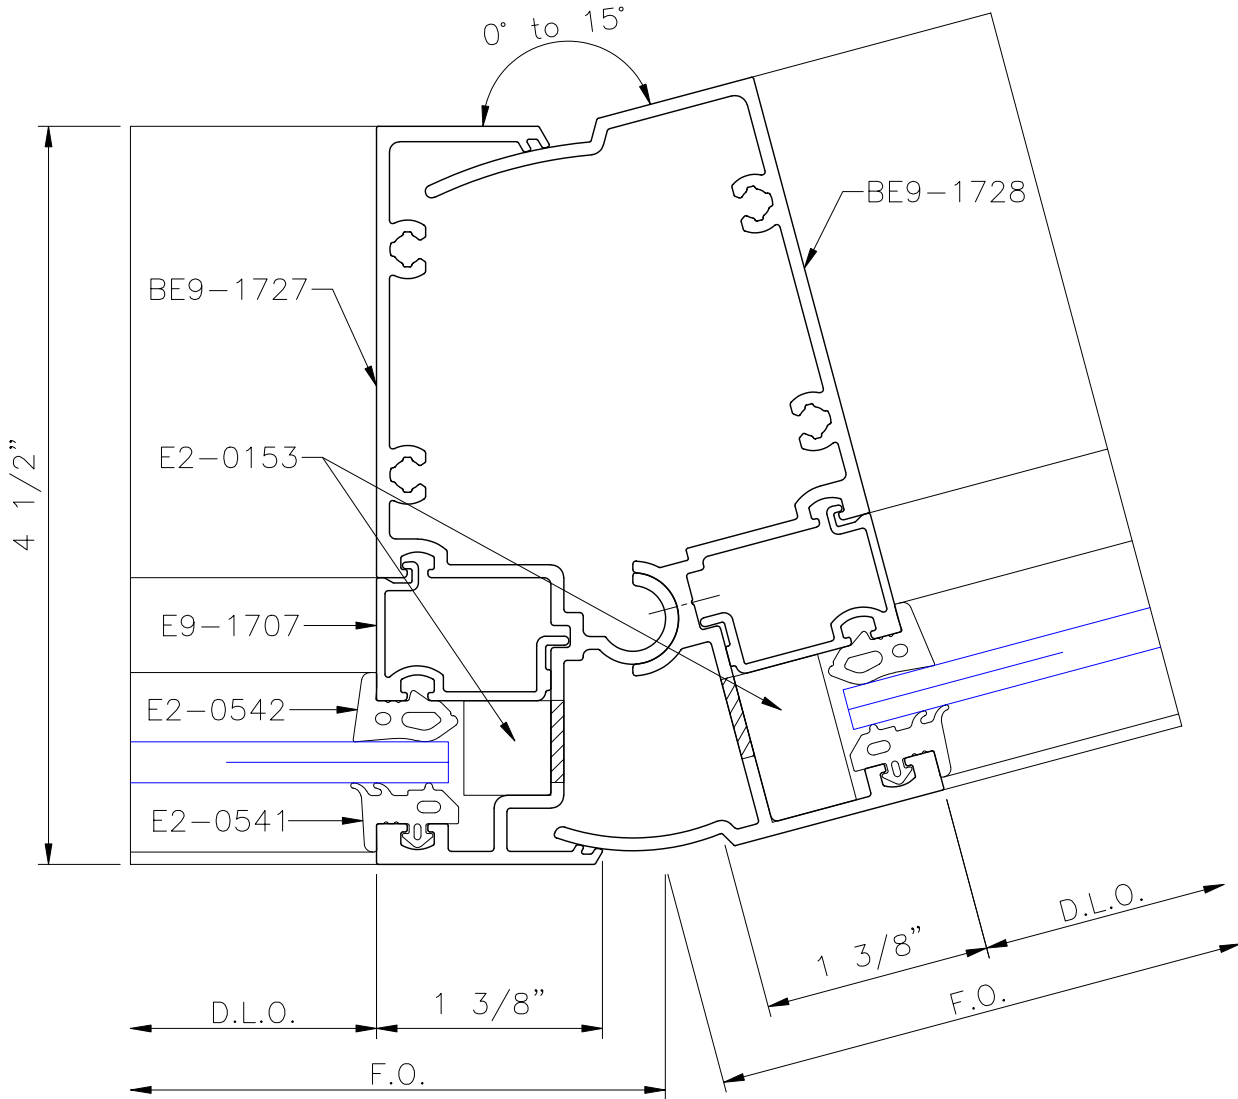 0° to 15°
BE9-1728
BE9-1727
E2-0153
4 1/2"
E9-1707
E2-0542
E2-0541
D.L.O.
1 3/8"
F.O.
1 3/8"
D.L.O.
F.O.